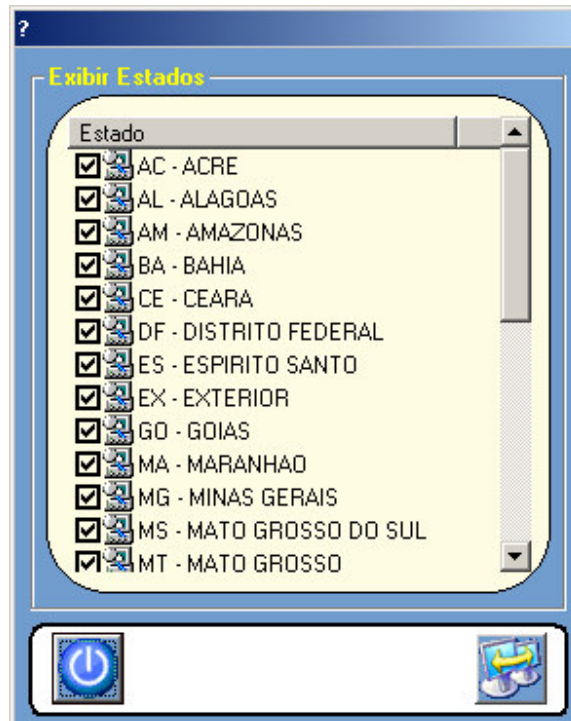 ?
Exibir Estados
Estado
AC - ACRE
AL - ALAGOAS
AM - AMAZONAS
BA - BAHIA
CE - CEARA
DF - DISTRITO FEDERAL
ES - ESPIRITO SANTO
EX - EXTERIOR
GO - GOIAS
MA - MARANHAO
MG - MINAS GERAIS
MS - MATO GROSSO DO SUL
MT - MATO GROSSO